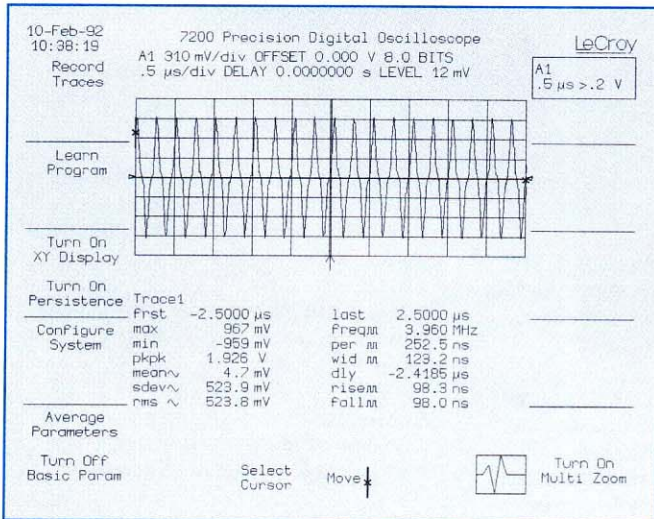 10-Feb-92
10:38:19
7200 Precision Digital Oscilloscope
LeCroy
A1 310 mV/div OFFSET 0.000 V 8.0 BITS
.5 µs/div DELAY 0.0000000 s LEVEL 12 mV
A1
.5 µs >.2 V
Record
Traces
Learn
Program
Turn On
XY Display
Turn On
Persistence
Configure
System
Average
Parameters
Turn Off
Basic Param
Trace1
frst -2.5000 µs last 2.5000 µs
max 967 mV freq 3.960 MHz
min -959 mV per 252.5 ns
pkpk 1.926 V wid 123.2 ns
mean~ 4.7 mV dly -2.4185 µs
sdev~ 523.9 mV rise 98.3 ns
rms ~ 523.8 mV fall 98.0 ns
Select
Cursor
Move
Turn On
Multi Zoom